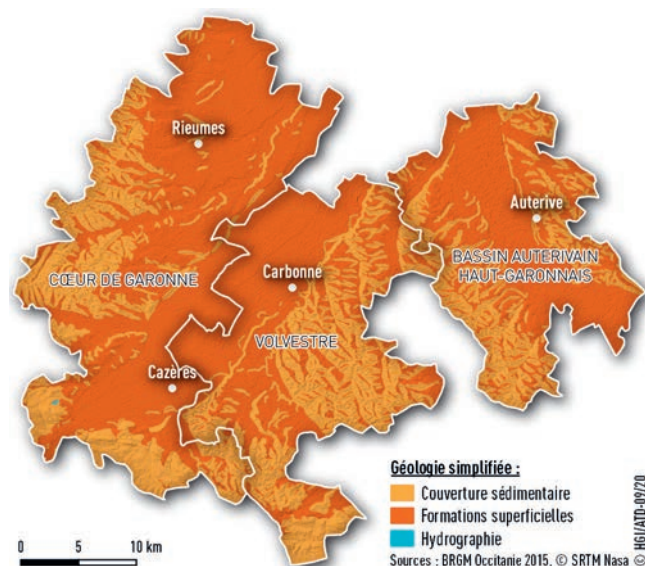 Rieumes
Auterive
BASSIN AUTERIVAIN
HAUT-GARONNAIS
CŒUR DE GARONNE
Carbonne
VOLVESTRE
Cazères
Géologie simplifiée :
Couverture sédimentaire
Formations superficielles
Hydrographie
0 5 10 km
Sources : BRGM Occitanie 2015, © SRTM Nasa
© HGI/ATD-09/20